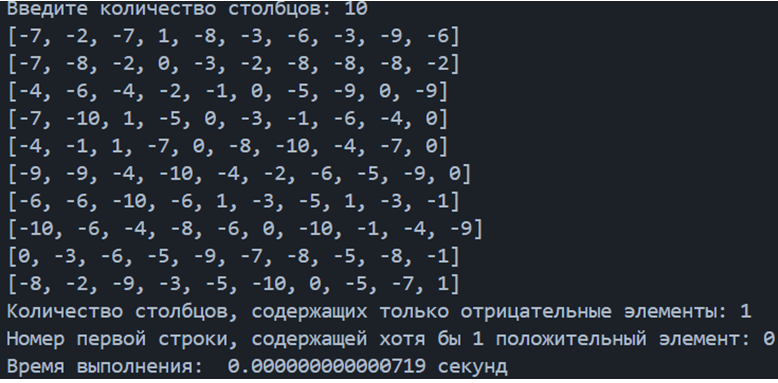 Введите количество столбцов: 10
[-7, -2, -7, 1, -8, -3, -6, -3, -9, -6]
[-7, -8, -2, 0, -3, -2, -8, -8, -8, -2]
[-4, -6, -4, -2, -1, 0, -5, -9, 0, -9]
[-7, -10, 1, -5, 0, -3, -1, -6, -4, 0]
[-4, -1, 1, -7, 0, -8, -10, -4, -7, 0]
[-9, -9, -4, -10, -4, -2, -6, -5, -9, 0]
[-6, -6, -10, -6, 1, -3, -5, 1, -3, -1]
[-10, -6, -4, -8, -6, 0, -10, -1, -4, -9]
[0, -3, -6, -5, -9, -7, -8, -5, -8, -1]
[-8, -2, -9, -3, -5, -10, 0, -5, -7, 1]
Количество столбцов, содержащих только отрицательные элементы: 1
Номер первой строки, содержащей хотя бы 1 положительный элемент: 0
Время выполнения:  0.000000000000719 секунд